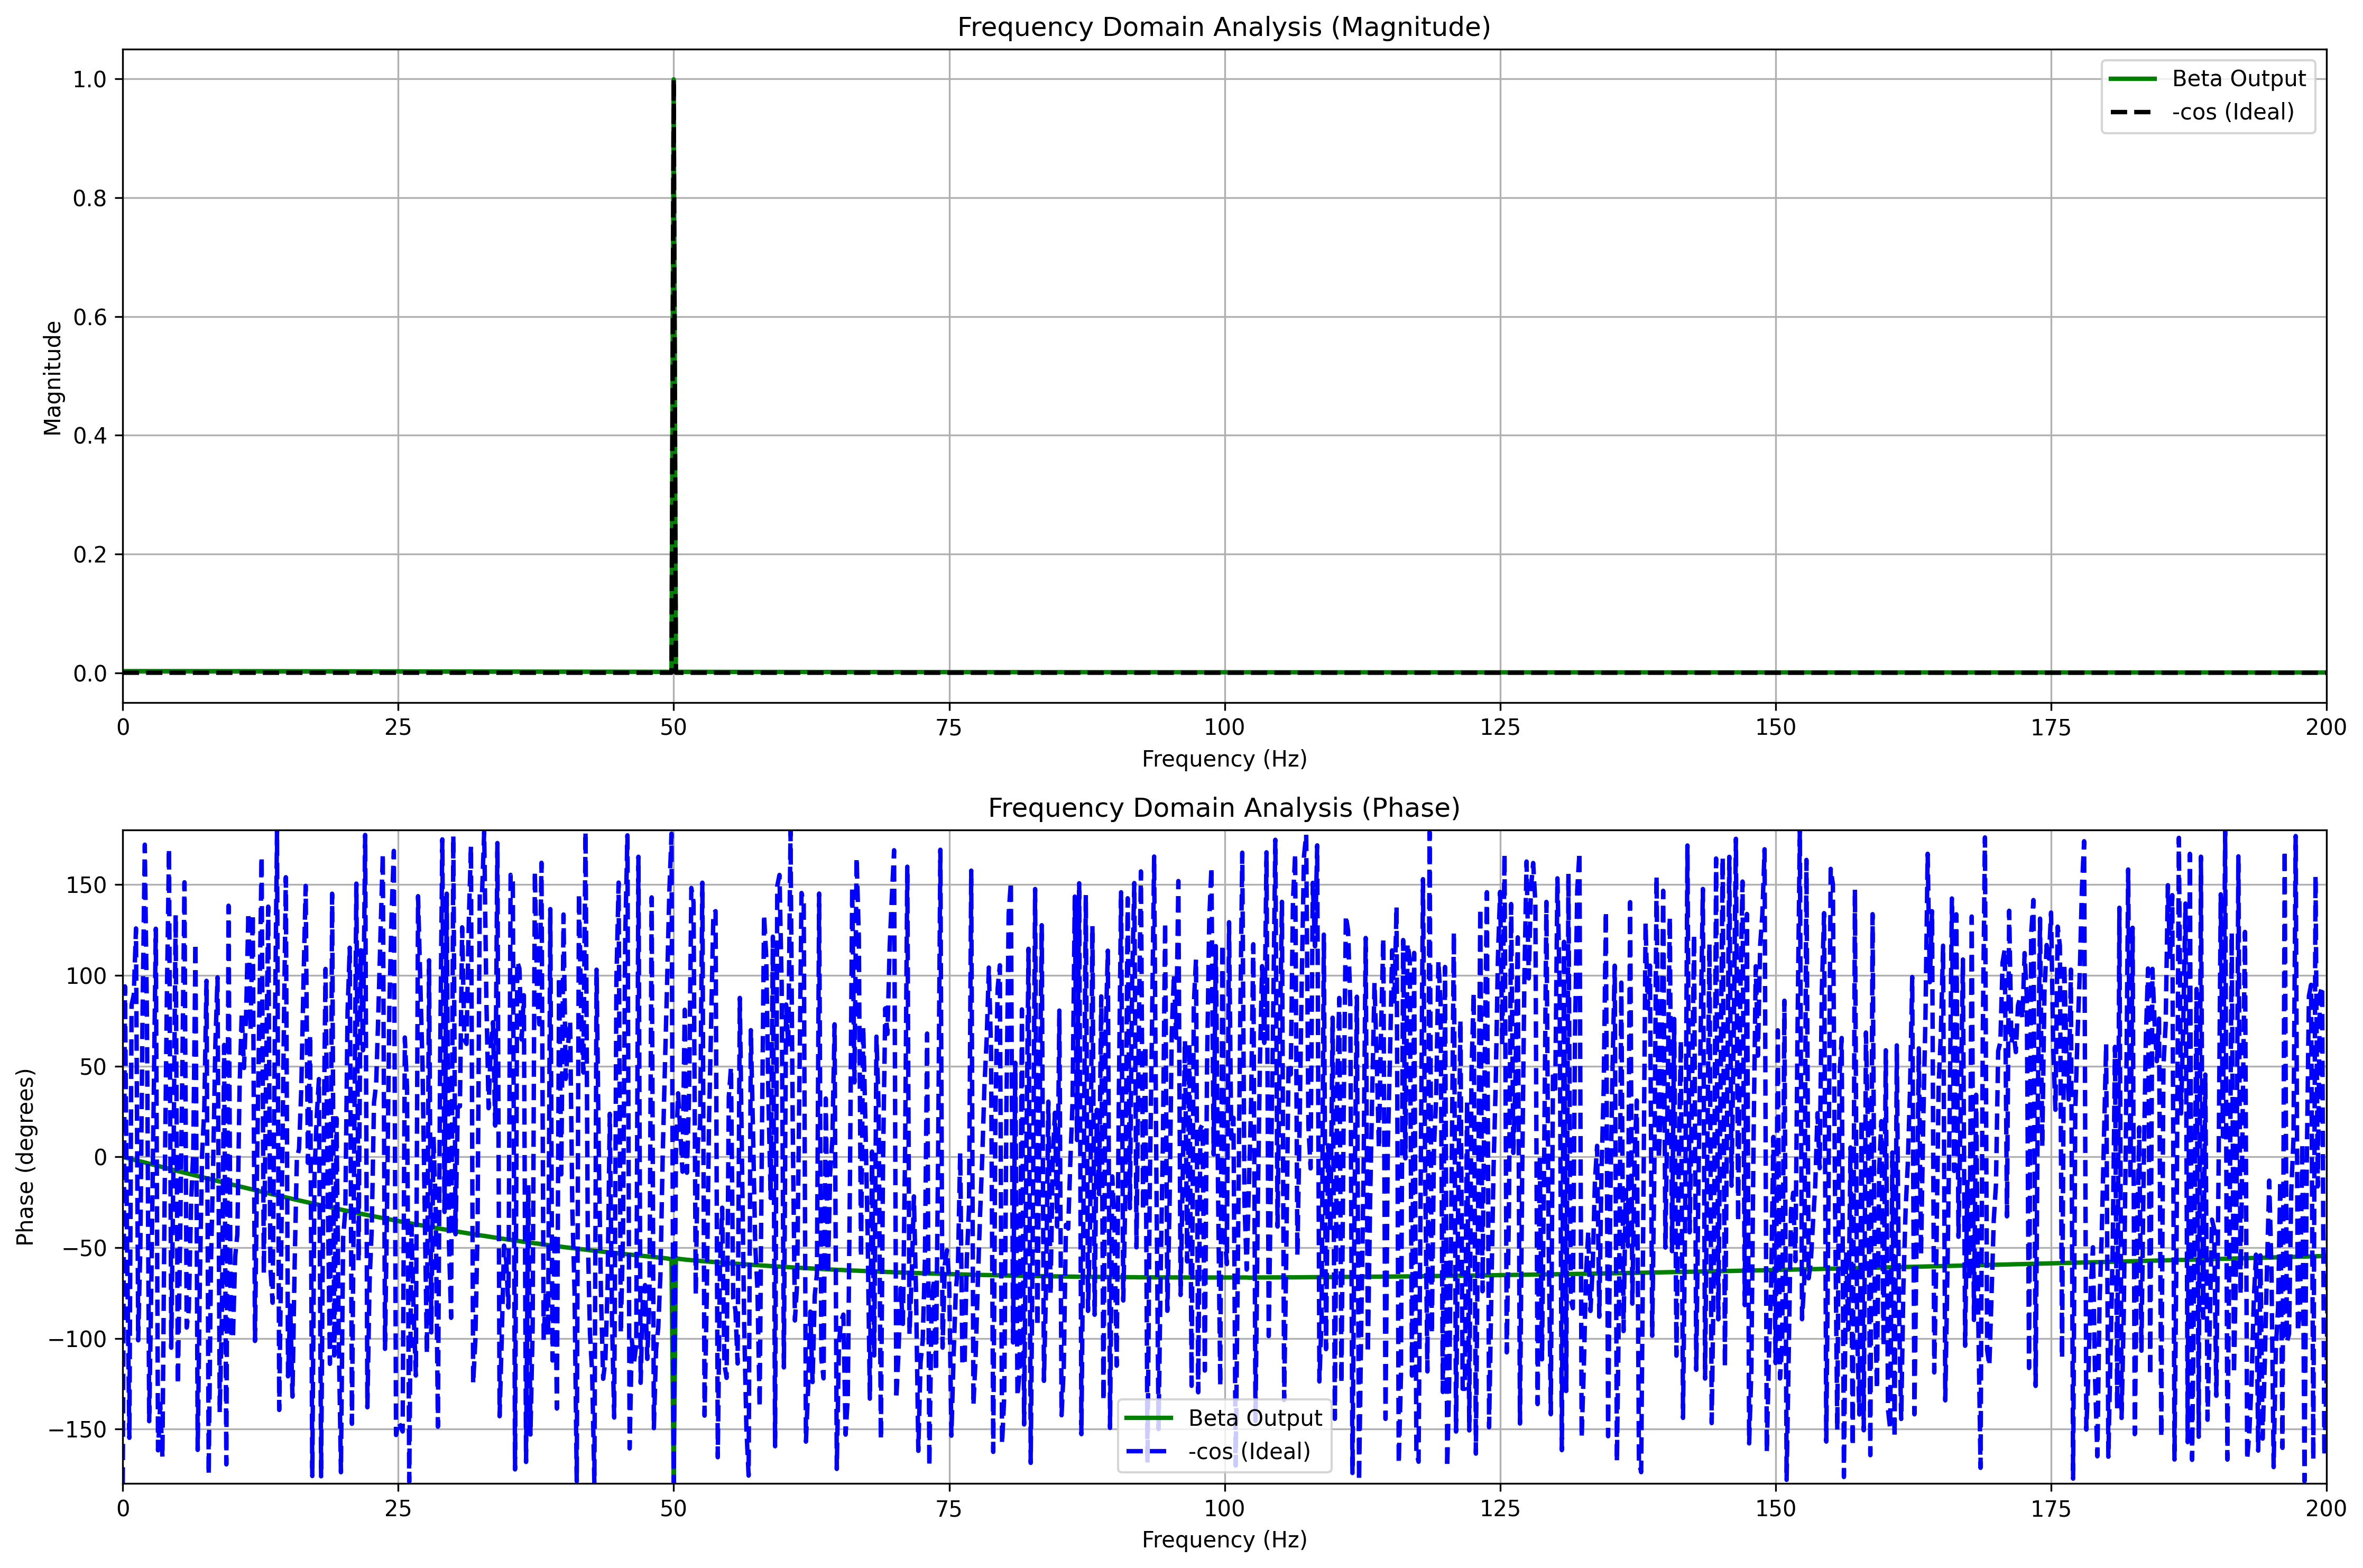 Frequency Domain Analysis (Magnitude)
Magnitude
1.0
0.8
0.6
0.4
0.2
0.0
Beta Output
-cos (Ideal)
0 25 50 75 100 125 150 175 200
Frequency (Hz)
Frequency Domain Analysis (Phase)
Phase (degrees)
150
100
50
0
−50
−100
−150
Beta Output
-cos (Ideal)
0 25 50 75 100 125 150 175 200
Frequency (Hz)